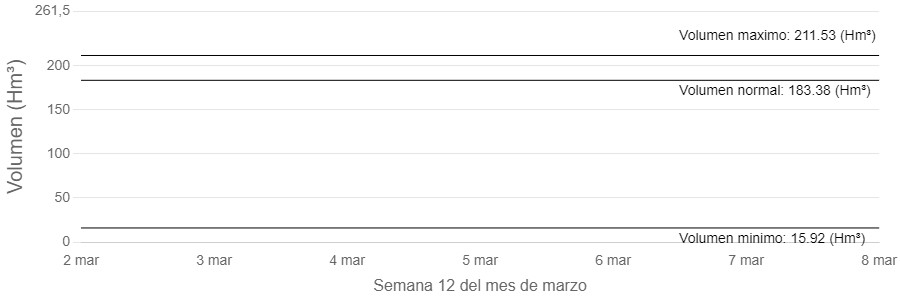 261,5
Volumen maximo: 211.53 (Hm³)
200
Volumen normal: 183.38 (Hm³)
150
Volumen (Hm³)
100
50
Volumen minimo: 15.92 (Hm³)
0
2 mar 3 mar 4 mar 5 mar 6 mar 7 mar 8 mar
Semana 12 del mes de marzo